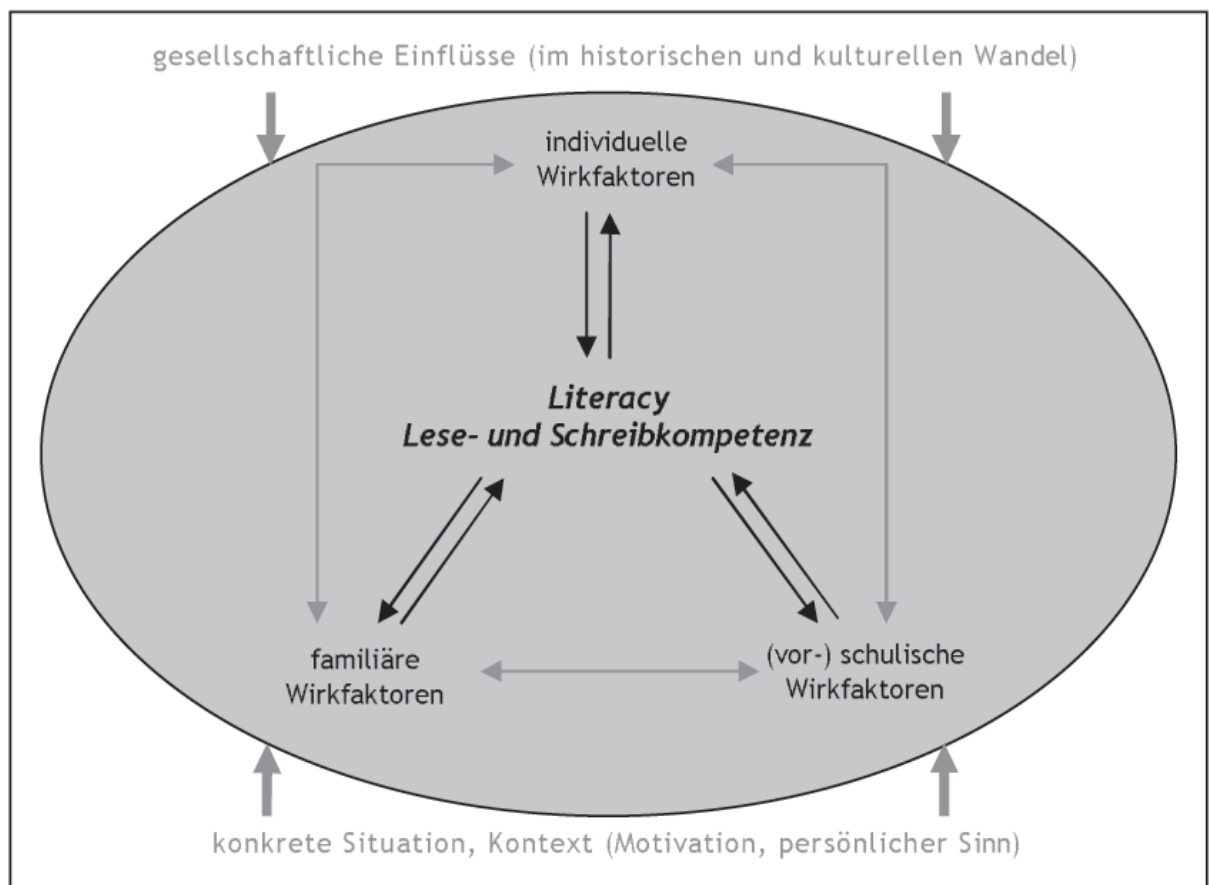 gesellschaftliche Einflüsse (im historischen und kulturellen Wandel)
individuelle
Wirkfaktoren
Literacy
Lese- und Schreibkompetenz
familiäre
Wirkfaktoren
(vor-) schulische
Wirkfaktoren
konkrete Situation, Kontext (Motivation, persönlicher Sinn)